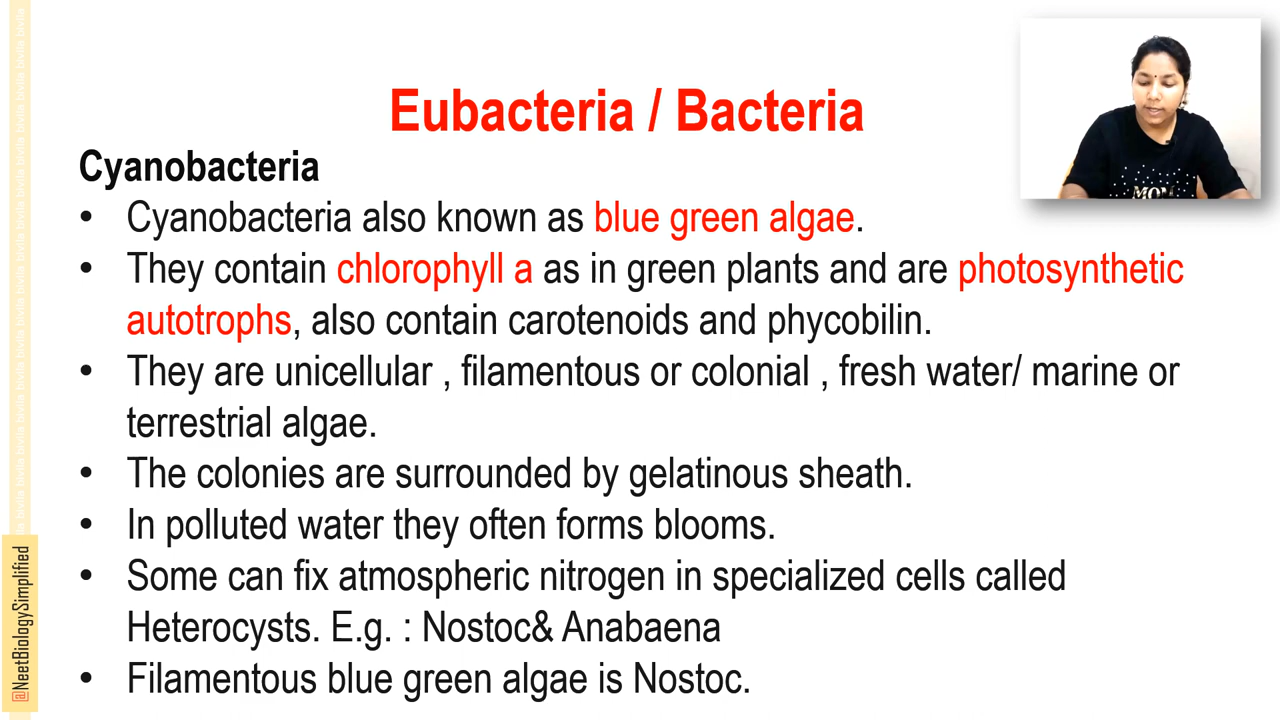 Eubacteria / Bacteria
Cyanobacteria
• Cyanobacteria also known as blue green algae.
• They contain chlorophyll a as in green plants and are photosynthetic
autotrophs, also contain carotenoids and phycobilin.
• They are unicellular , filamentous or colonial , fresh water/ marine or
terrestrial algae.
• The colonies are surrounded by gelatinous sheath.
• In polluted water they often forms blooms.
• Some can fix atmospheric nitrogen in specialized cells called
Heterocysts. E.g. : Nostoc& Anabaena
• Filamentous blue green algae is Nostoc.
MOM
@NeetBiologySimplified